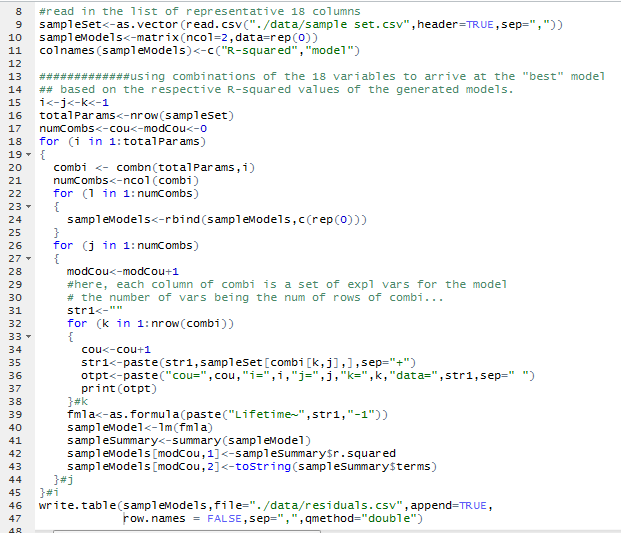 8 #read in the list of representative 18 columns
9 sampleSet<-as.vector(read.csv("./data/sample set.csv",header=TRUE,sep=","))
10 sampleModels<-matrix(ncol=2,data=rep(0))
11 colnames(sampleModels)<-c("R-squared","model")
12
13 #############using combinations of the 18 variables to arrive at the "best" model
14 ## based on the respective R-squared values of the generated models.
15 i<-j<-k<-1
16 totalParams<-nrow(sampleSet)
17 numCombs<-cou<-modCou<-0
18 for (i in 1:totalParams)
19 {
20 combi <- combn(totalParams,i)
21 numCombs<-ncol(combi)
22 for (l in 1:numCombs)
23 {
24 sampleModels<-rbind(sampleModels,c(rep(0)))
25 }
26 for (j in 1:numCombs)
27 {
28 modCou<-modCou+1
29 #here, each column of combi is a set of expl vars for the model
30 # the number of vars being the num of rows of combi...
31 str1<-""
32 for (k in 1:nrow(combi))
33 {
34 cou<-cou+1
35 str1<-paste(str1,sampleSet[combi[k,j],],sep="+")
36 otpt<-paste("cou=",cou,"i=",i,"j=",j,"k=",k,"data=",str1,sep=" ")
37 print(otpt)
38 }#k
39 fmla<-as.formula(paste("Lifetime~",str1,"-1"))
40 sampleModel<-lm(fmla)
41 sampleSummary<-summary(sampleModel)
42 sampleModels[modCou,1]<-sampleSummary$r.squared
43 sampleModels[modCou,2]<-toString(sampleSummary$terms)
44 }#j
45 }#i
46 write.table(sampleModels,file="./data/residuals.csv",append=TRUE,
47 row.names = FALSE,sep=",",qmethod="double")
48